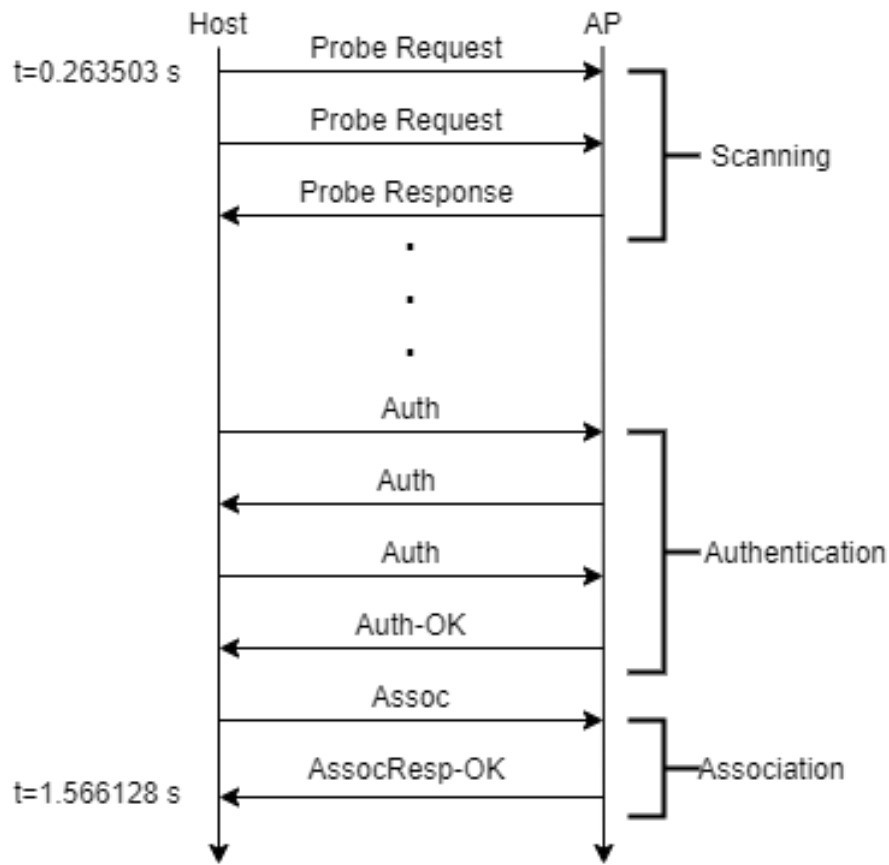 Host
AP
Probe Request
t=0.263503 s
Probe Request
Scanning
Probe Response
Auth
Auth
Auth
Authentication
Auth-OK
Assoc
AssocResp-OK
Association
t=1.566128 s